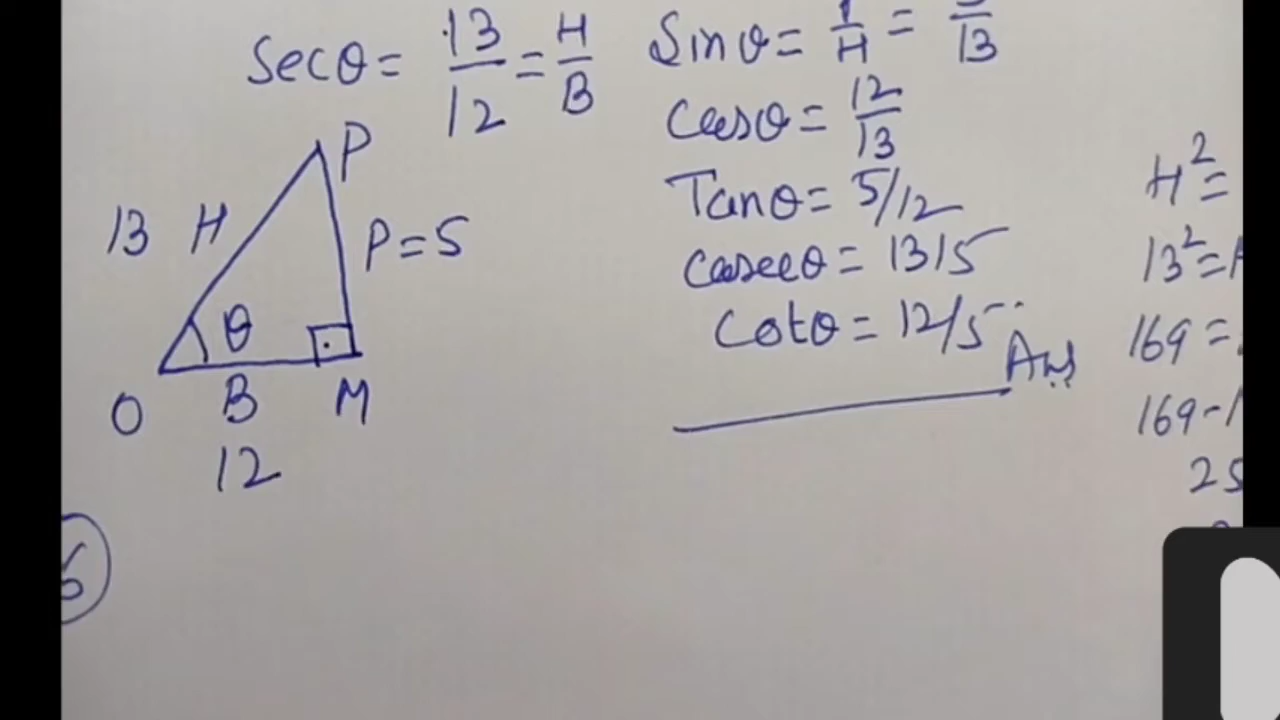 Secθ = 13/12 = H/B
Sinθ = P/H = 5/13
Cosθ = 12/13
Tanθ = 5/12
Cosecθ = 13/5
Cotθ = 12/5
Ans
P
13 H
P = 5
θ
O B M
12
H² =
13² =
169 =
169 -
25
5